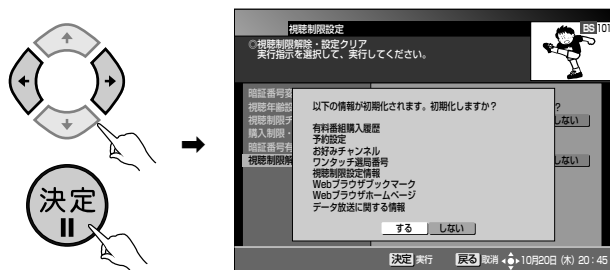 決定
視聴制限設定
BS 101
◎視聴制限解除・設定クリア
実行指示を選択して、実行してください。
暗証番号変
視聴年齢設
視聴制限チ
購入制限・
暗証番号有
視聴制限解
?
しない
しない
以下の情報が初期化されます。初期化しますか？
有料番組購入履歴
予約設定
お好みチャンネル
ワンタッチ選局番号
視聴制限設定情報
Webブラウザブックマーク
Webブラウザホームページ
データ放送に関する情報
する しない
決定 実行 戻る 取消 10月20日 (木) 20:45